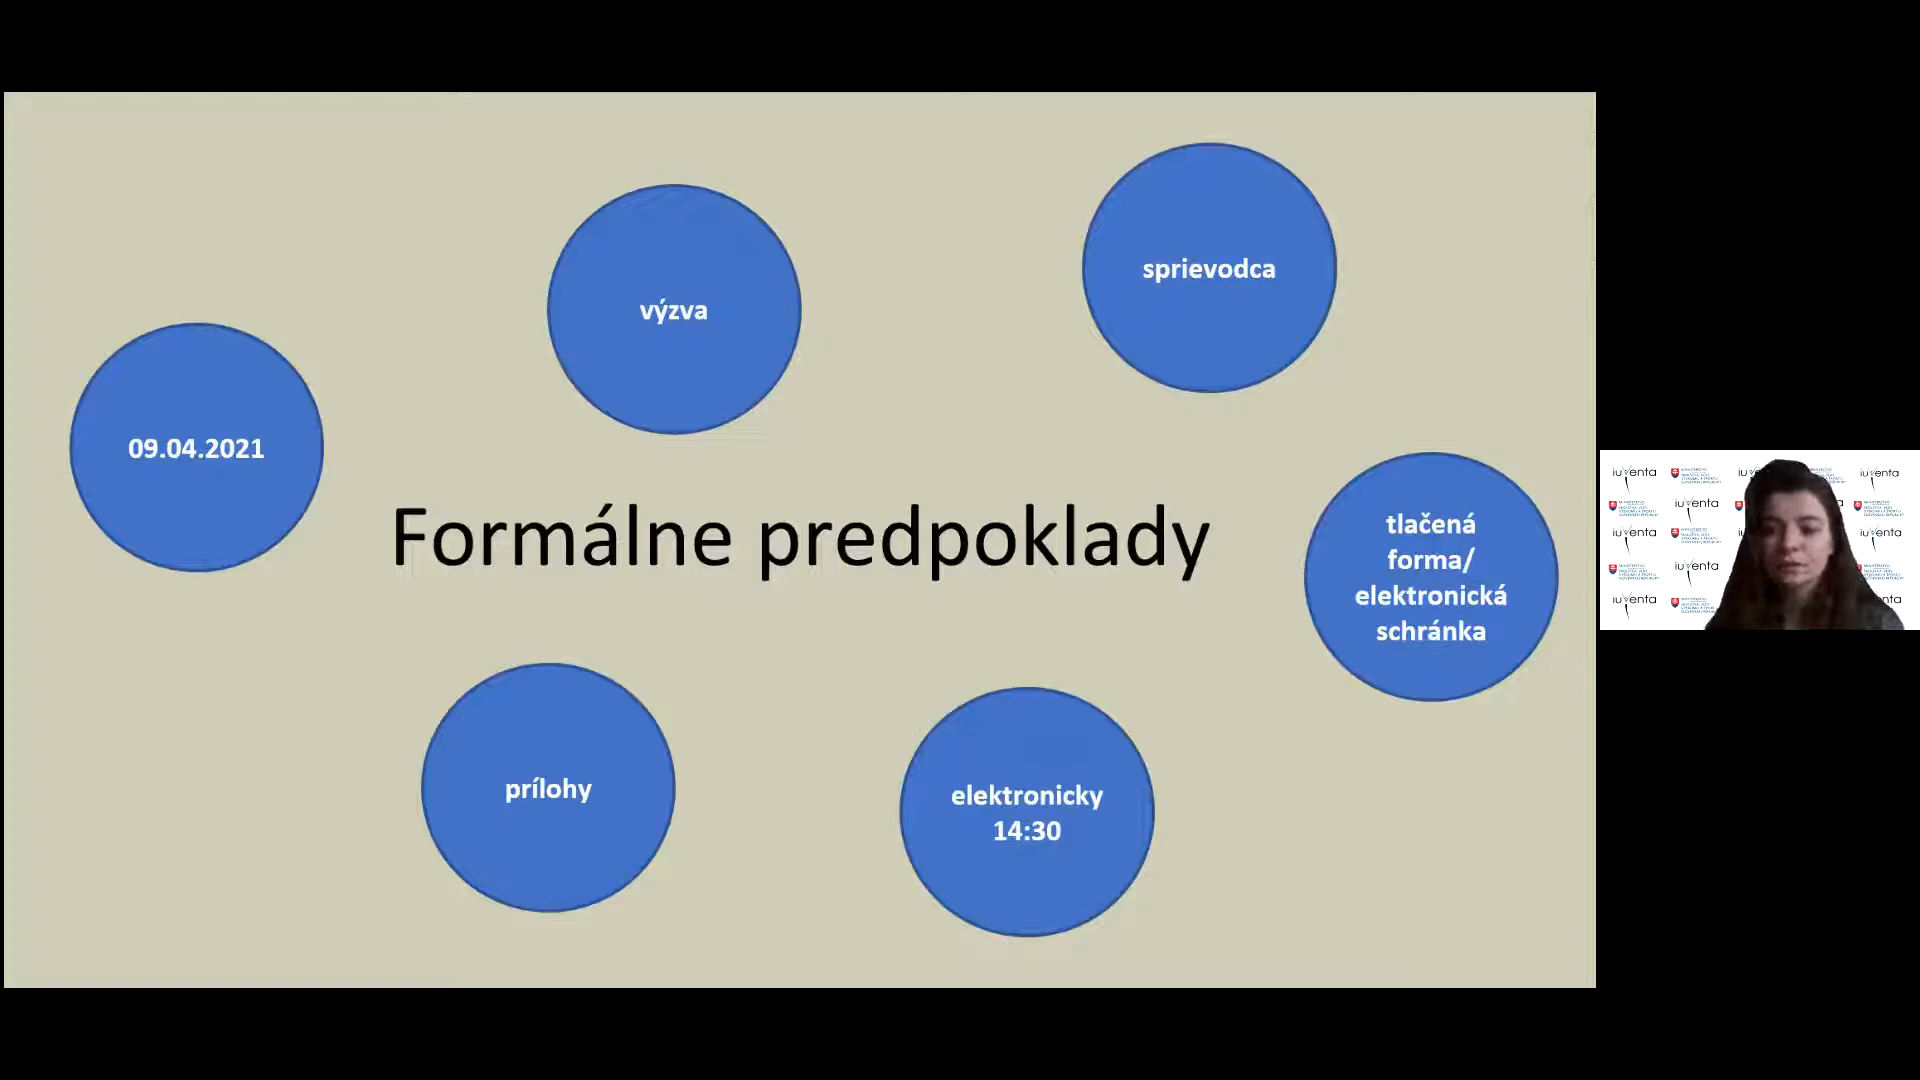 výzva
sprievodca
09.04.2021
Formálne predpoklady
tlačená
forma/
elektronická
schránka
prílohy
elektronicky
14:30
iuventa
iuventa
iuventa
iuventa
iuventa
iuventa
iuventa